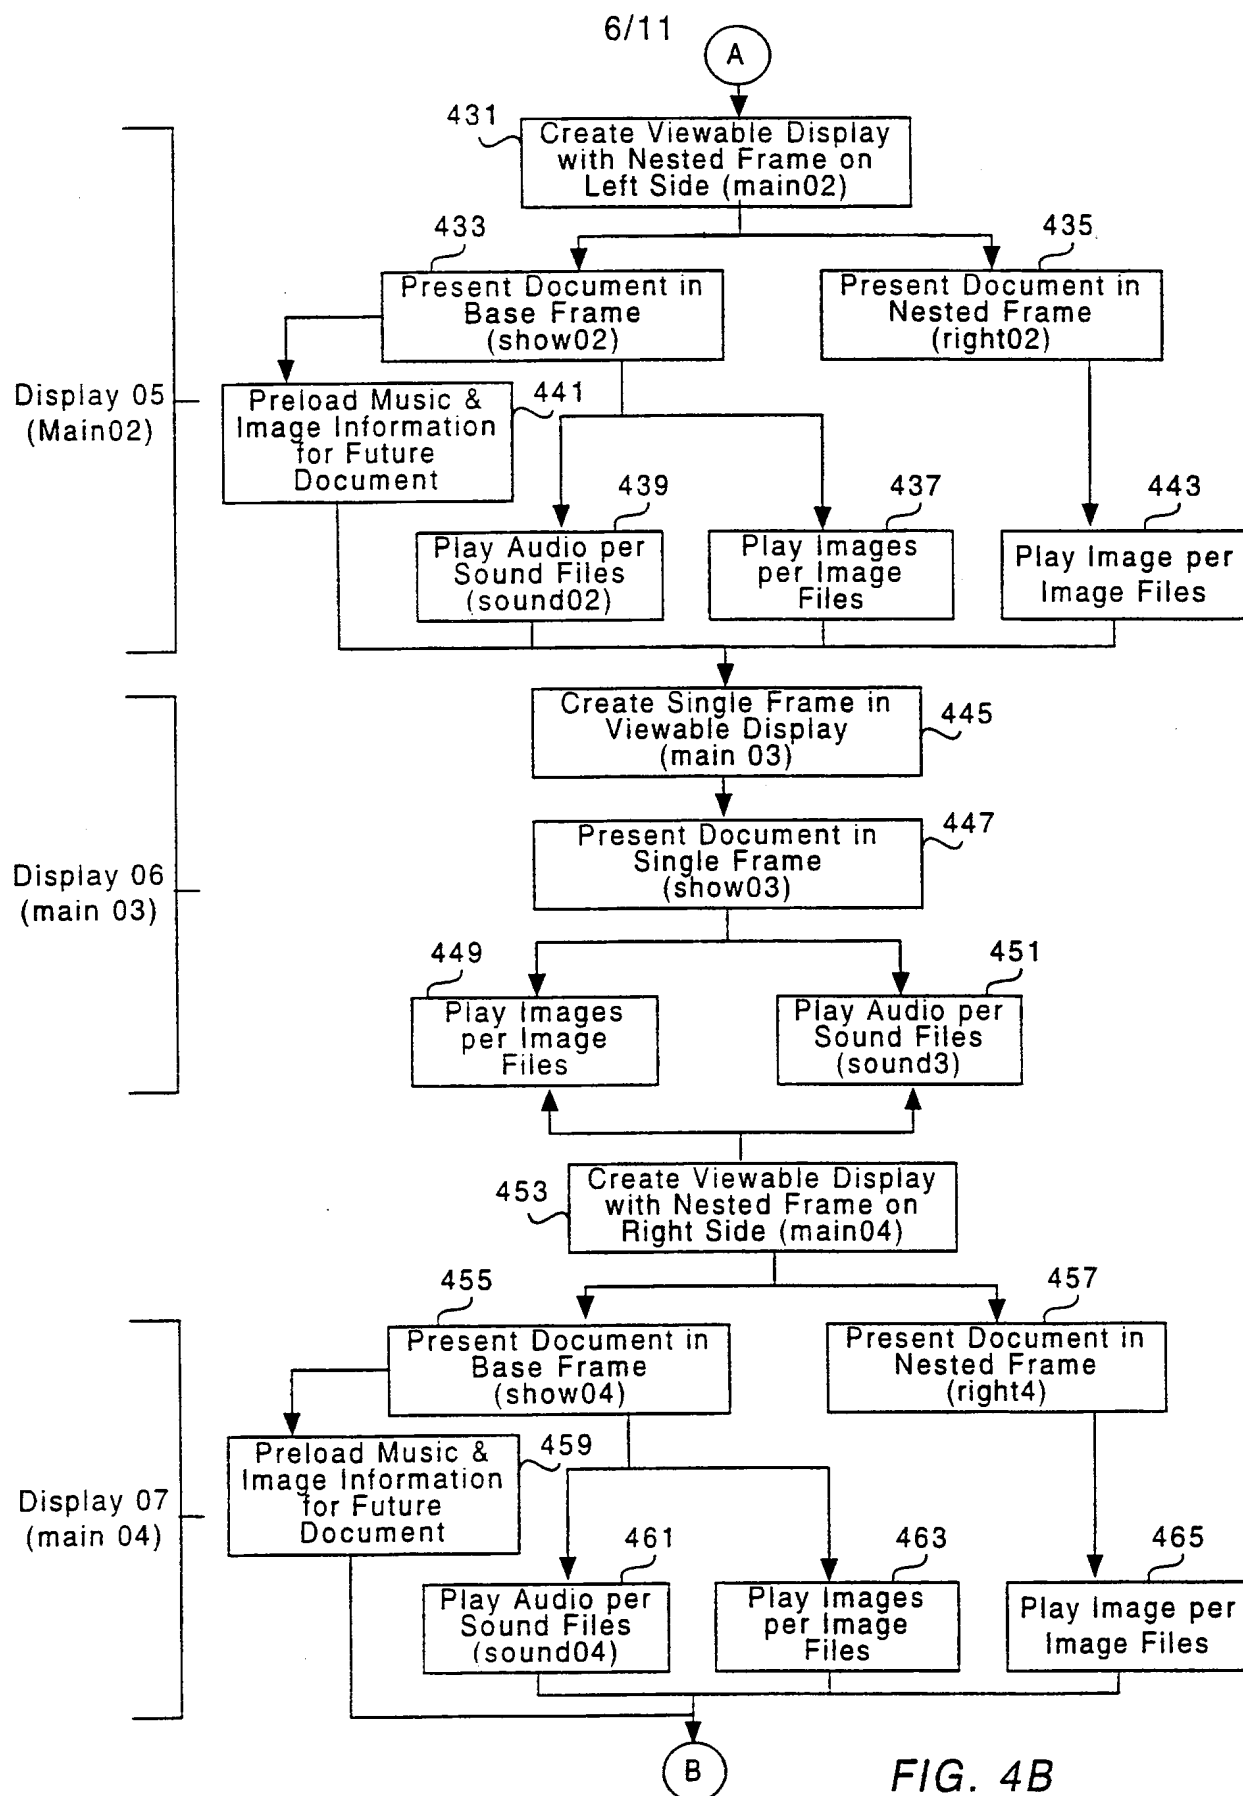 6/11
A
431
Create Viewable Display
with Nested Frame on
Left Side (main02)
433
435
Present Document in
Base Frame
(show02)
Present Document in
Nested Frame
(right02)
Display 05
(Main02)
Preload Music &
Image Information
for Future
Document
441
439
437
443
Play Audio per
Sound Files
(sound02)
Play Images
per Image
Files
Play Image per
Image Files
Create Single Frame in
Viewable Display
(main 03)
445
Present Document in
Single Frame
(show03)
447
Display 06
(main 03)
449
451
Play Images
per Image
Files
Play Audio per
Sound Files
(sound3)
453
Create Viewable Display
with Nested Frame on
Right Side (main04)
455
457
Present Document in
Base Frame
(show04)
Present Document in
Nested Frame
(right4)
Preload Music &
Image Information
for Future
Document
459
Display 07
(main 04)
461
463
465
Play Audio per
Sound Files
(sound04)
Play Images
per Image
Files
Play Image per
Image Files
B
FIG. 4B